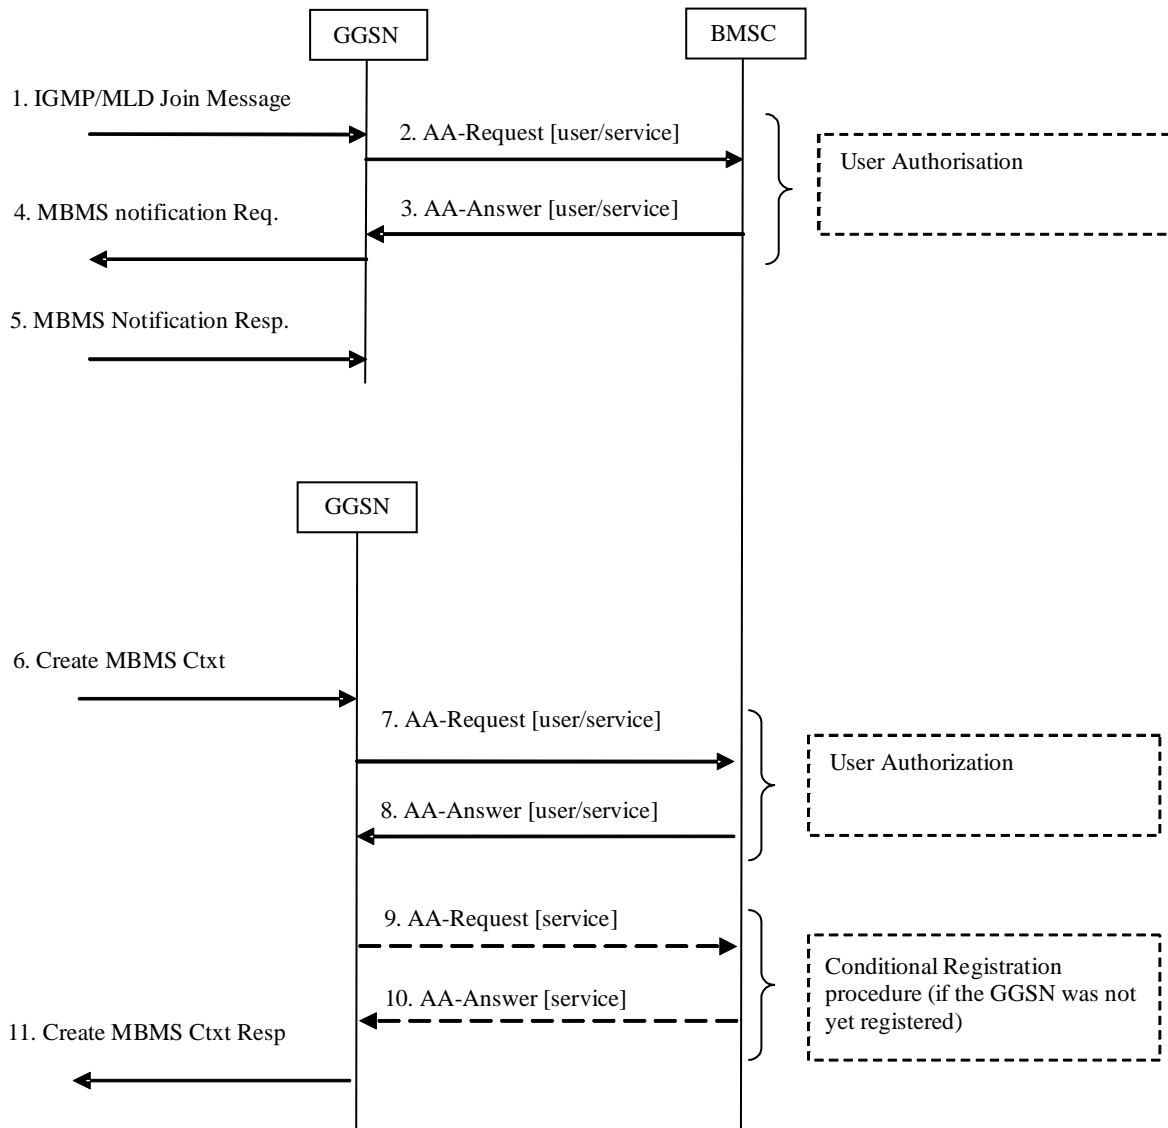 GGSN
BMSC
1. IGMP/MLD Join Message
2. AA-Request [user/service]
User Authorisation
3. AA-Answer [user/service]
4. MBMS notification Req.
5. MBMS Notification Resp.
GGSN
6. Create MBMS Ctxt
7. AA-Request [user/service]
User Authorization
8. AA-Answer [user/service]
9. AA-Request [service]
Conditional Registration
procedure (if the GGSN was not
yet registered)
10. AA-Answer [service]
11. Create MBMS Ctxt Resp